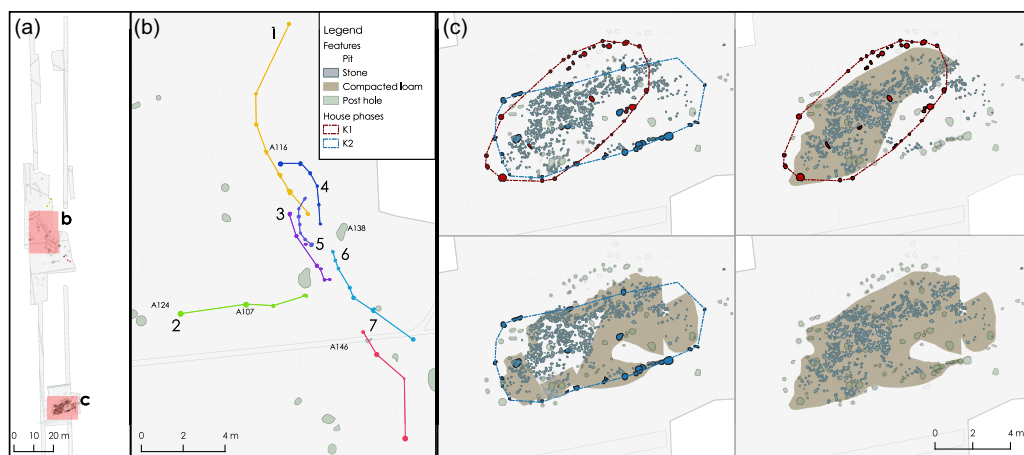 (a)
b
c
0 10 20 m
(b)
1
A116
4
3
A138
5
6
A124
A107
2
7
A146
0 2 4 m
Legend
Features
Pit
Stone
Compacted loam
Post hole
House phases
K1
K2
(c)
0 2 4 m